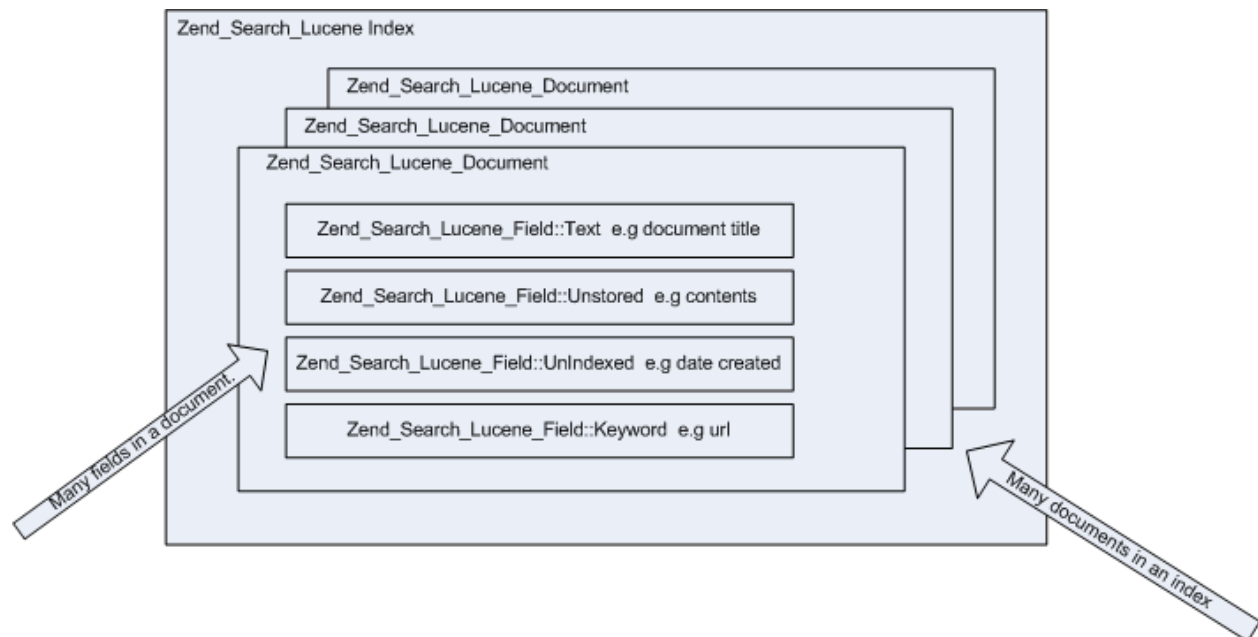 Zend_Search_Lucene Index
Zend_Search_Lucene_Document
Zend_Search_Lucene_Document
Zend_Search_Lucene_Document
Zend_Search_Lucene_Field::Text e.g document title
Zend_Search_Lucene_Field::Unstored e.g contents
Zend_Search_Lucene_Field::UnIndexed e.g date created
Zend_Search_Lucene_Field::Keyword e.g url
Many fields in a document.
Many documents in an index